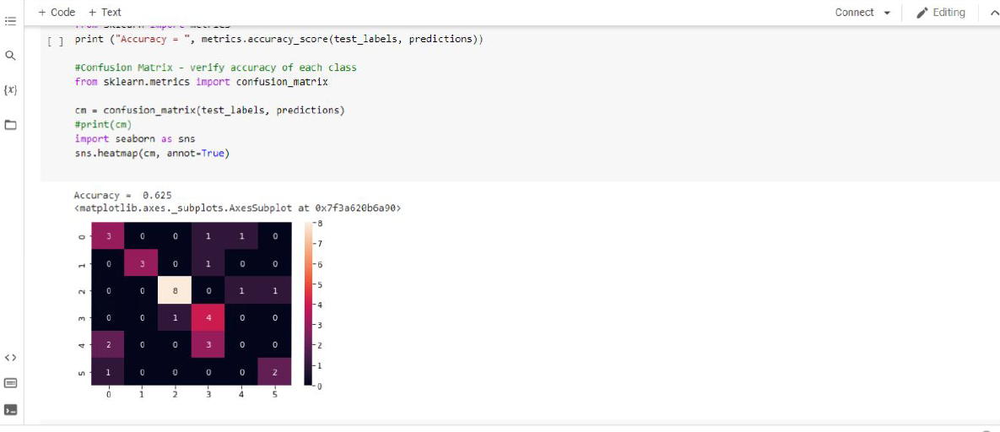 + Code + Text
Connect
Editing
from sklearn import metrics
[ ] print ("Accuracy = ", metrics.accuracy_score(test_labels, predictions))
#Confusion Matrix - verify accuracy of each class
from sklearn.metrics import confusion_matrix
cm = confusion_matrix(test_labels, predictions)
#print(cm)
import seaborn as sns
sns.heatmap(cm, annot=True)
Accuracy = 0.625
<matplotlib.axes._subplots.AxesSubplot at 0x7f3a620b6a90>
0 3 0 0 1 1 0
1 0 3 0 1 0 0
2 0 0 8 0 1 1
3 0 0 1 4 0 0
4 2 0 0 3 0 0
5 1 0 0 0 0 2
0 1 2 3 4 5
8
7
6
5
4
3
2
1
0
{x}
<>